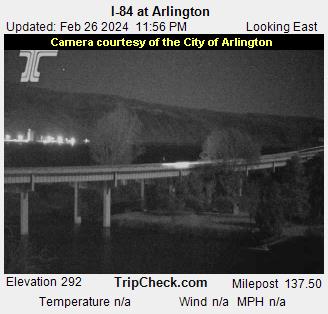 I-84 at Arlington
Updated: Feb 26 2024 11:56 PM Looking East
Camera courtesy of the City of Arlington
Elevation 292 TripCheck.com Milepost 137.50
Temperature n/a Wind n/a MPH n/a